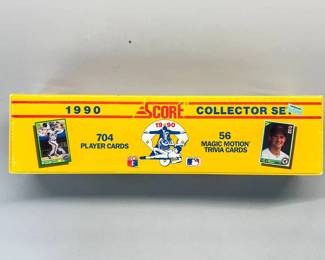 1990 SCORE COLLECTOR SET
1990
704
PLAYER CARDS
56
MAGIC MOTION
TRIVIA CARDS